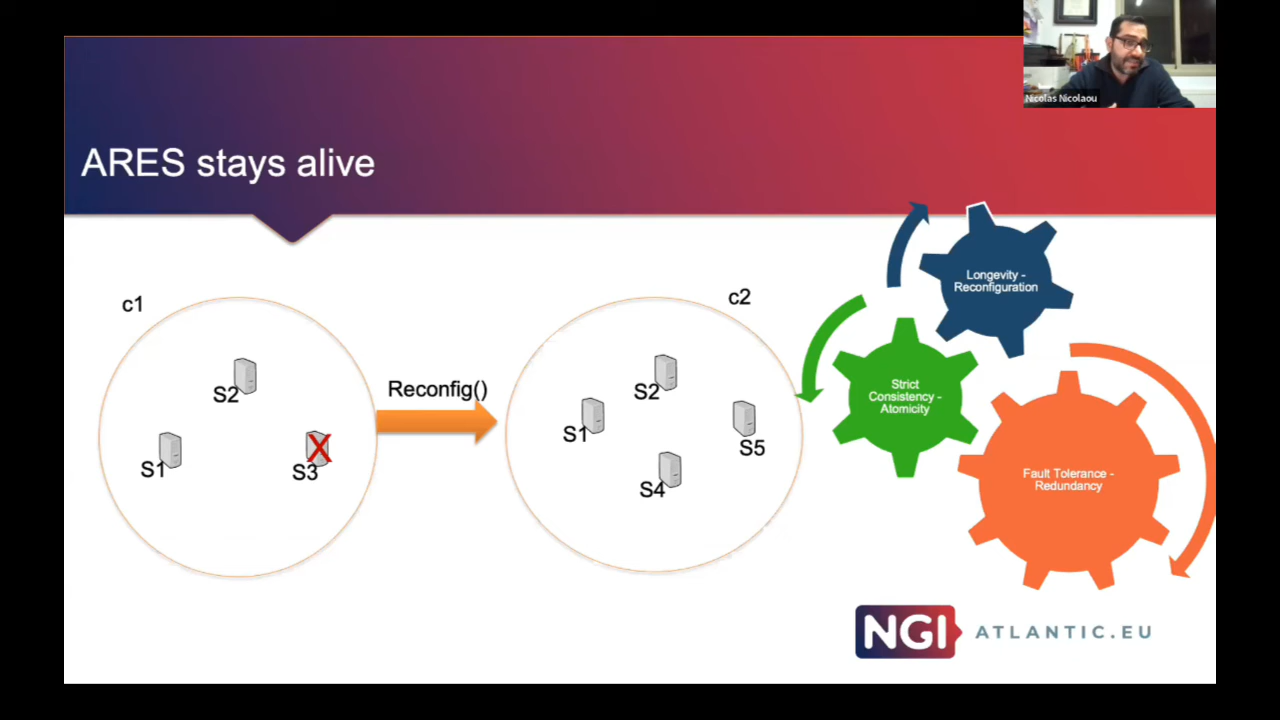 Nicolas Nicolaou
ARES stays alive
c1
S2
S1
S3
X
Reconfig()
c2
S2
S1
S5
S4
Longevity -
Reconfiguration
Strict
Consistency -
Atomicity
Fault Tolerance -
Redundancy
NGI ATLANTIC.EU